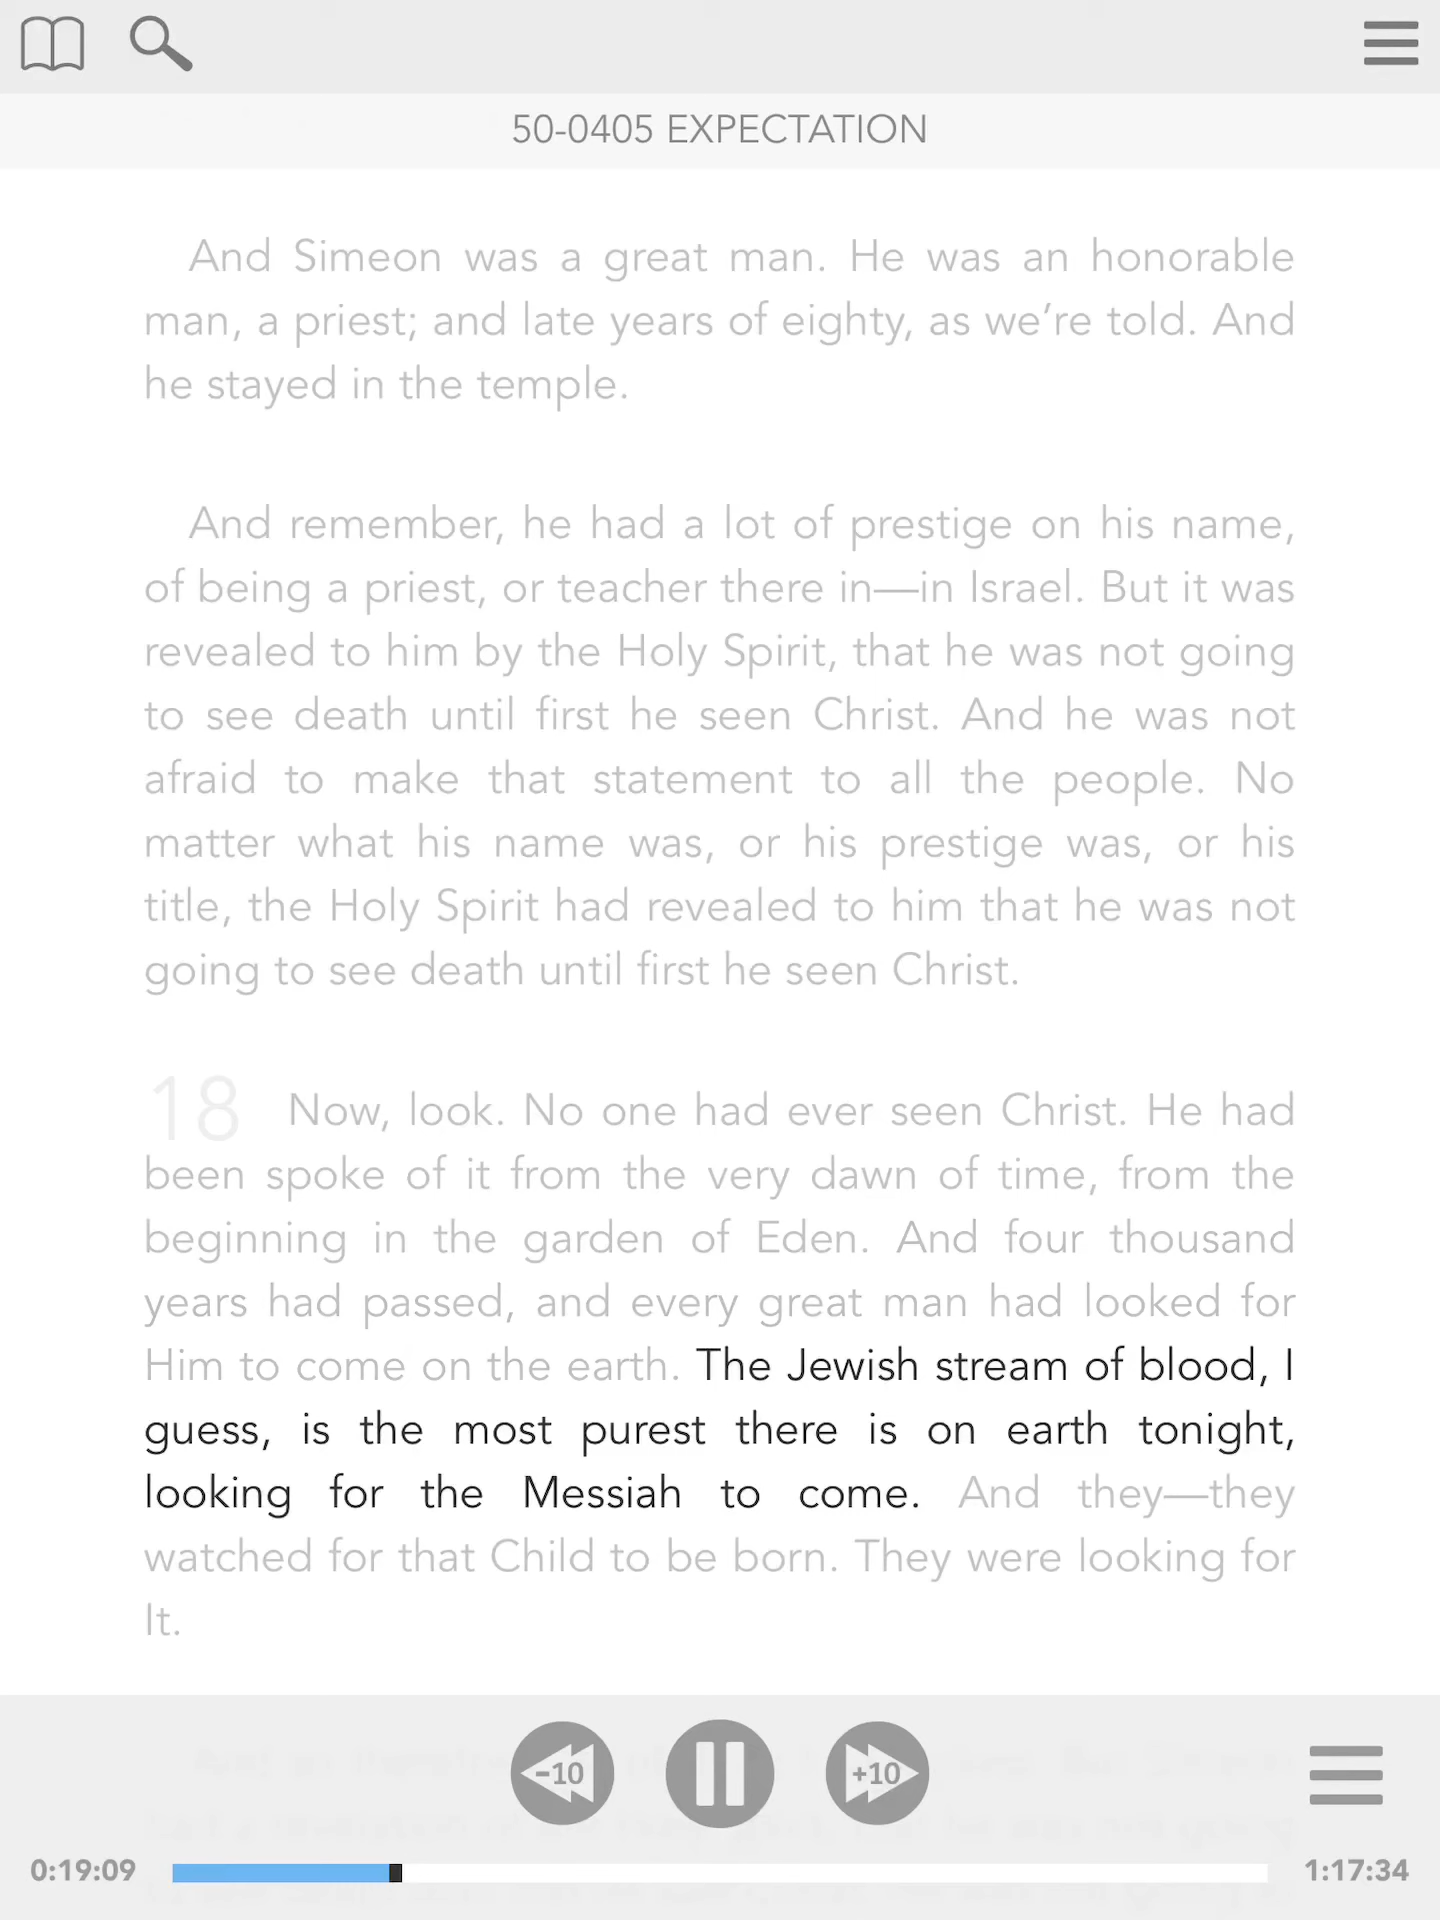 50-0405 EXPECTATION
And Simeon was a great man. He was an honorable
man, a priest; and late years of eighty, as we’re told. And
he stayed in the temple.
And remember, he had a lot of prestige on his name,
of being a priest, or teacher there in—in Israel. But it was
revealed to him by the Holy Spirit, that he was not going
to see death until first he seen Christ. And he was not
afraid to make that statement to all the people. No
matter what his name was, or his prestige was, or his
title, the Holy Spirit had revealed to him that he was not
going to see death until first he seen Christ.
18 Now, look. No one had ever seen Christ. He had
been spoke of it from the very dawn of time, from the
beginning in the garden of Eden. And four thousand
years had passed, and every great man had looked for
Him to come on the earth. The Jewish stream of blood, I
guess, is the most purest there is on earth tonight,
looking for the Messiah to come. And they—they
watched for that Child to be born. They were looking for
It.
-10 +10
0:19:09 1:17:34